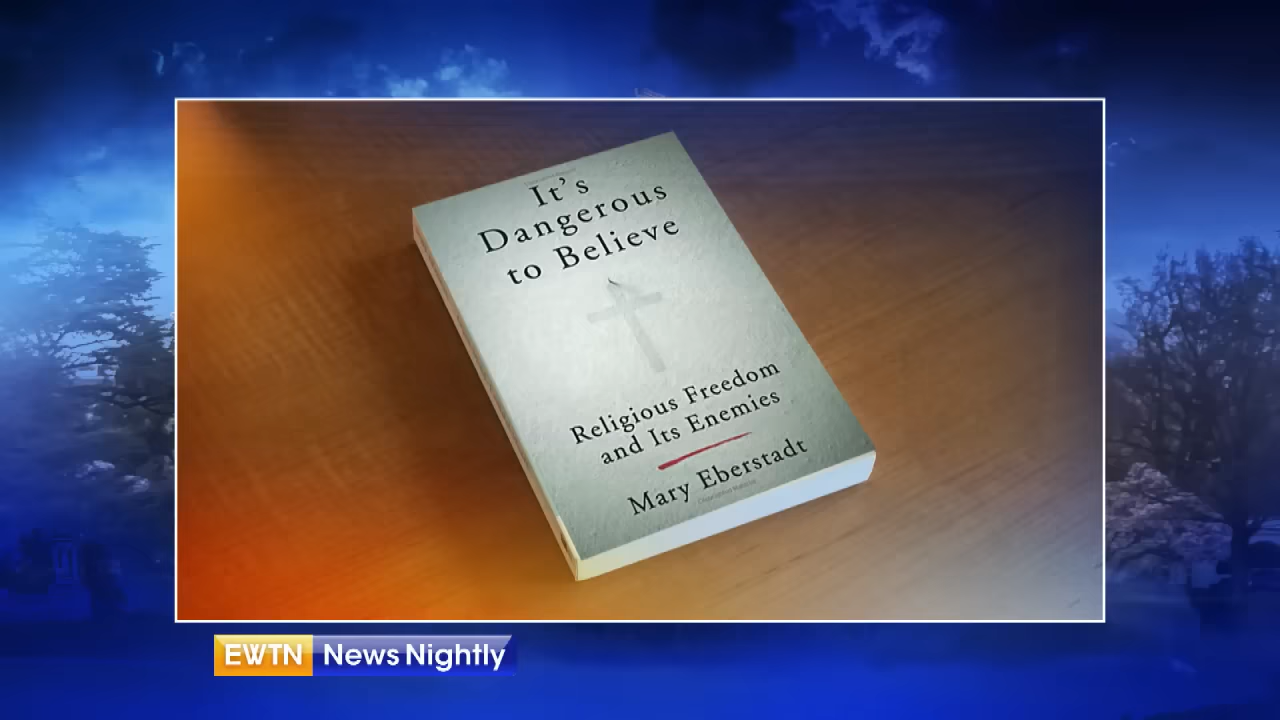 It's
Dangerous
to Believe
Religious Freedom
and Its Enemies
Mary Eberstadt
EWTN News Nightly